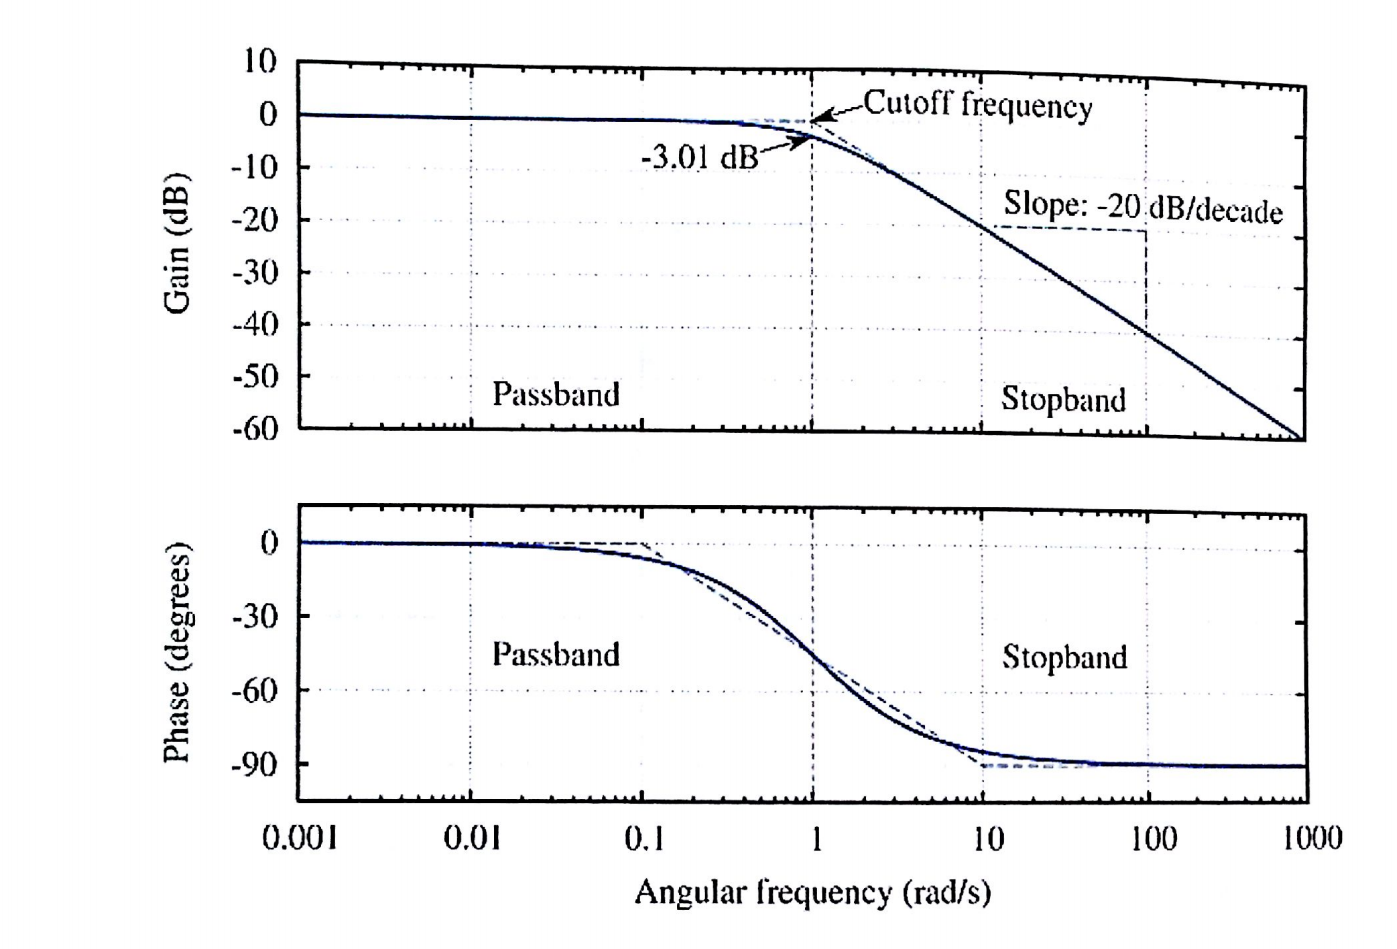 10
0
-10
-20
-30
-40
-50
-60
Gain (dB)
Cutoff frequency
-3.01 dB
Slope: -20 dB/decade
Passband
Stopband
0
-30
-60
-90
Phase (degrees)
Passband
Stopband
0.001 0.01 0.1 1 10 100 1000
Angular frequency (rad/s)